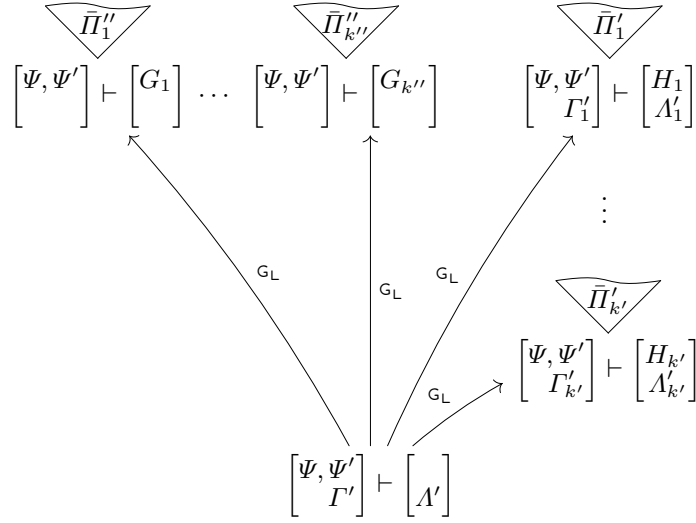 Π̄″₁ Π̄″ₖ″ Π̄′₁
[Ψ, Ψ′] ⊢ [G₁] ⋯ [Ψ, Ψ′] ⊢ [Gₖ″] [Ψ, Ψ′ Γ′₁] ⊢ [H₁ Λ′₁]
⋮
G_L G_L
G_L
Π̄′ₖ′
[Ψ, Ψ′ Γ′ₖ′] ⊢ [Hₖ′ Λ′ₖ′]
G_L
[Ψ, Ψ′ Γ′] ⊢ [Λ′]